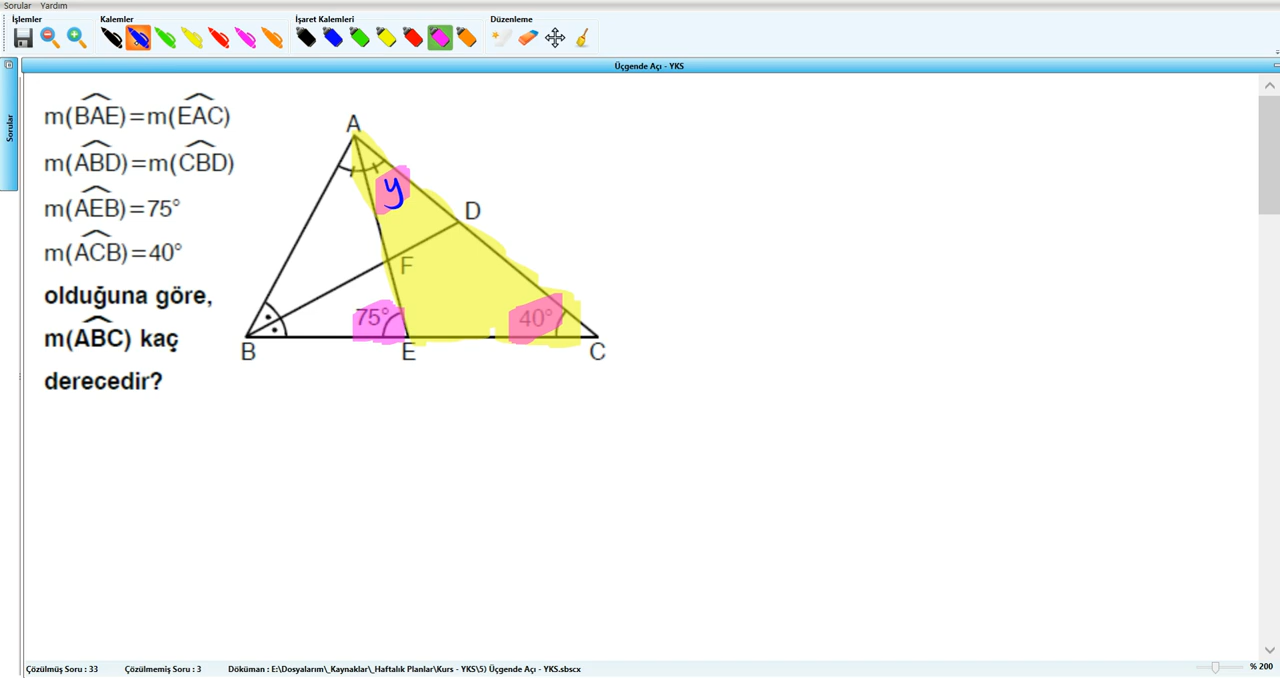 Sorular Yardım
İşlemler Kalemler İşaret Kalemleri Düzenleme
Üçgende Açı - YKS
Sorular
m(BAE)=m(EAC)
m(ABD)=m(CBD)
m(AEB)=75°
m(ACB)=40°
olduğuna göre,
m(ABC) kaç
derecedir?
A
y
D
F
75°
40°
B
E
C
Çözülmüş Soru : 33 Çözülmemiş Soru : 3 Döküman : E:\Dosyalarım\_Kaynaklar\_Haftalık Planlar\Kurs - YKS\5) Üçgende Açı - YKS.sbscx % 200